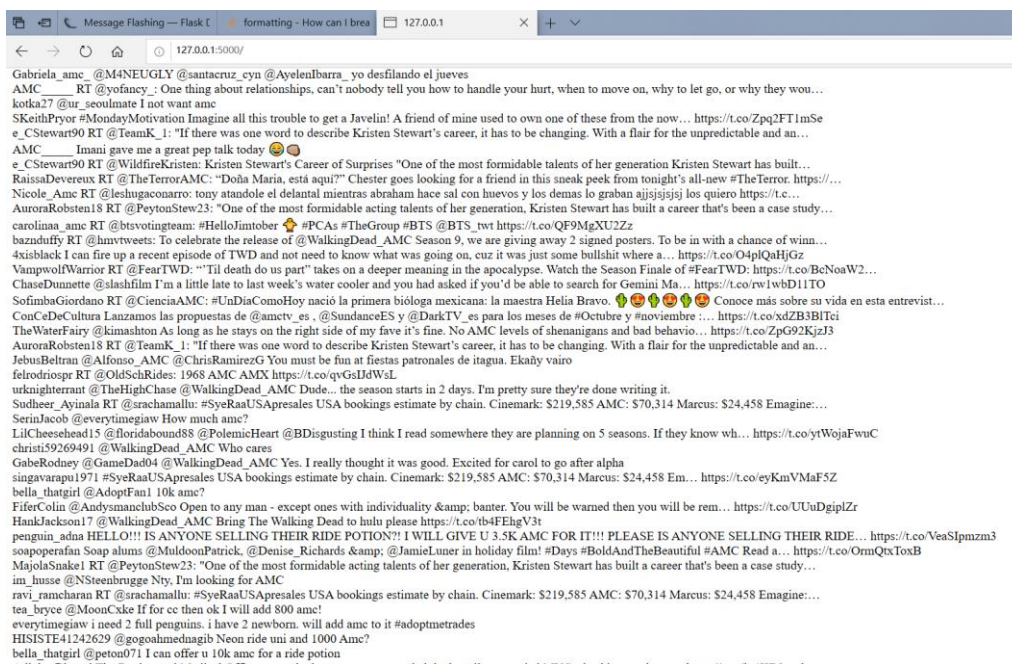 Message Flashing — Flask D
formatting - How can I brea
127.0.0.1
127.0.0.1:5000/
Gabriela_amc_ @M4NEUGLY @santacruz_cyn @AyelenIbarra_ yo desfilando el jueves
AMC_____ RT @yofancy_: One thing about relationships, can’t nobody tell you how to handle your hurt, when to move on, why to let go, or why they wou…
kotka27 @ur_seoulmate I not want amc
SKeithPryor #MondayMotivation Imagine all this trouble to get a Javelin! A friend of mine used to own one of these from the now… https://t.co/Zpq2FT1mSe
e_CStewart90 RT @TeamK_1: "If there was one word to describe Kristen Stewart’s career, it has to be changing. With a flair for the unpredictable and an…
AMC_____ Imani gave me a great pep talk today 😂👊🏽
e_CStewart90 RT @WildfireKristen: Kristen Stewart's Career of Surprises "One of the most formidable talents of her generation Kristen Stewart has built…
RaissaDevereux RT @TheTerrorAMC: “Doña Maria, está aquí?” Chester goes looking for a friend in this sneak peek from tonight’s all-new #TheTerror. https://…
Nicole_Amc RT @leshugaconarro: tony atandole el delantal mientras abraham hace sal con huevos y los demas lo graban ajjsjsjsjsj los quiero https://t.c…
AuroraRobsten18 RT @PeytonStew23: "One of the most formidable acting talents of her generation, Kristen Stewart has built a career that's been a case study…
carolinaa_amc RT @btsvotingteam: #HelloJimtober 🐥 #PCAs #TheGroup #BTS @BTS_twt https://t.co/QF9MgXU2Zz
baznduffy RT @hmvtweets: To celebrate the release of @WalkingDead_AMC Season 9, we are giving away 2 signed posters. To be in with a chance of winn…
4xisblack I can fire up a recent episode of TWD and not need to know what was going on, cuz it was just some bullshit where a… https://t.co/O4plQaHjGz
VampwolfWarrior RT @FearTWD: “’Til death do us part” takes on a deeper meaning in the apocalypse. Watch the Season Finale of #FearTWD: https://t.co/BcNoaW2…
ChaseDunnette @slashfilm I’m a little late to last week’s water cooler and you had asked if you’d be able to search for Gemini Ma… https://t.co/rw1wbD11TO
SofimbaGiordano RT @CienciaAMC: #UnDíaComoHoy nació la primera bióloga mexicana: la maestra Helia Bravo. 🌵😍🌵😍🌵😍 Conoce más sobre su vida en esta entrevist…
ConCeDeCultura Lanzamos las propuestas de @amctv_es , @SundanceES y @DarkTV_es para los meses de #Octubre y #noviembre :… https://t.co/xdZB3BlTci
TheWaterFairy @kimashton As long as he stays on the right side of my fave it’s fine. No AMC levels of shenanigans and bad behavio… https://t.co/ZpG92KjzJ3
AuroraRobsten18 RT @TeamK_1: "If there was one word to describe Kristen Stewart’s career, it has to be changing. With a flair for the unpredictable and an…
JebusBeltran @Alfonso_AMC @ChrisRamirezG You must be fun at fiestas patronales de itagua. Ekañy vairo
felrodriospr RT @OldSchRides: 1968 AMC AMX https://t.co/qvGsIJdWsL
urknighterrant @TheHighChase @WalkingDead_AMC Dude... the season starts in 2 days. I'm pretty sure they're done writing it.
Sudheer_Ayinala RT @srachamallu: #SyeRaaUSApresales USA bookings estimate by chain. Cinemark: $219,585 AMC: $70,314 Marcus: $24,458 Emagine:…
SerinJacob @everytimegiaw How much amc?
LilCheesehead15 @floridabound88 @PolemicHeart @BDisgusting I think I read somewhere they are planning on 5 seasons. If they know wh… https://t.co/ytWojaFwuC
christi59269491 @WalkingDead_AMC Who cares
GabeRodney @GameDad04 @WalkingDead_AMC Yes. I really thought it was good. Excited for carol to go after alpha
singavarapu1971 #SyeRaaUSApresales USA bookings estimate by chain. Cinemark: $219,585 AMC: $70,314 Marcus: $24,458 Em… https://t.co/eyKmVMaF5Z
bella_thatgirl @AdoptFan1 10k amc?
FiferColin @AndysmanclubSco Open to any man - except ones with individuality &amp; banter. You will be warned then you will be rem… https://t.co/UUuDgiplZr
HankJackson17 @WalkingDead_AMC Bring The Walking Dead to hulu please https://t.co/tb4FEhgV3t
penguin_adna HELLO!!! IS ANYONE SELLING THEIR RIDE POTION?! I WILL GIVE U 3.5K AMC FOR IT!!! PLEASE IS ANYONE SELLING THEIR RIDE… https://t.co/VeaSIpmzm3
soapoperafan Soap alums @MuldoonPatrick, @Denise_Richards &amp; @JamieLuner in holiday film! #Days #BoldAndTheBeautiful #AMC Read a… https://t.co/OrmQtxToxB
MajolaSnake1 RT @PeytonStew23: "One of the most formidable acting talents of her generation, Kristen Stewart has built a career that's been a case study…
im_husse @NSteenbrugge Nty, I'm looking for AMC
ravi_ramcharan RT @srachamallu: #SyeRaaUSApresales USA bookings estimate by chain. Cinemark: $219,585 AMC: $70,314 Marcus: $24,458 Emagine:…
tea_bryce @MoonCxke If for cc then ok I will add 800 amc!
everytimegiaw i need 2 full penguins. i have 2 newborn. will add amc to it #adoptmetrades
HISISTE41242629 @gogoahmednagib Neon ride uni and 1000 Amc?
bella_thatgirl @peton071 I can offer u 10k amc for a ride potion